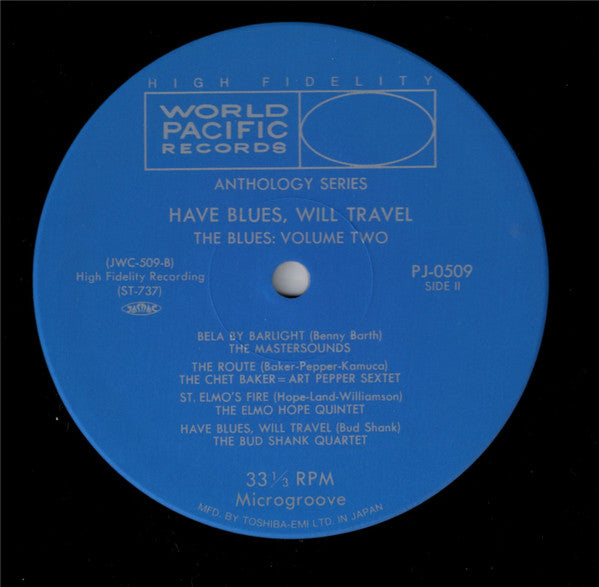 HIGH FIDELITY
WORLD
PACIFIC
RECORDS
ANTHOLOGY SERIES
HAVE BLUES, WILL TRAVEL
THE BLUES: VOLUME TWO
(JWC-509-B)
High Fidelity Recording
(ST-737)
JASRAC
PJ-0509
SIDE II
BELA BY BARLIGHT (Benny Barth)
THE MASTERSOUNDS
THE ROUTE (Baker-Pepper-Kamuca)
THE CHET BAKER=ART PEPPER SEXTET
ST. ELMO'S FIRE (Hope-Land-Williamson)
THE ELMO HOPE QUINTET
HAVE BLUES, WILL TRAVEL (Bud Shank)
THE BUD SHANK QUARTET
33 1/3 RPM
Microgroove
MFD. BY TOSHIBA-EMI LTD. IN JAPAN